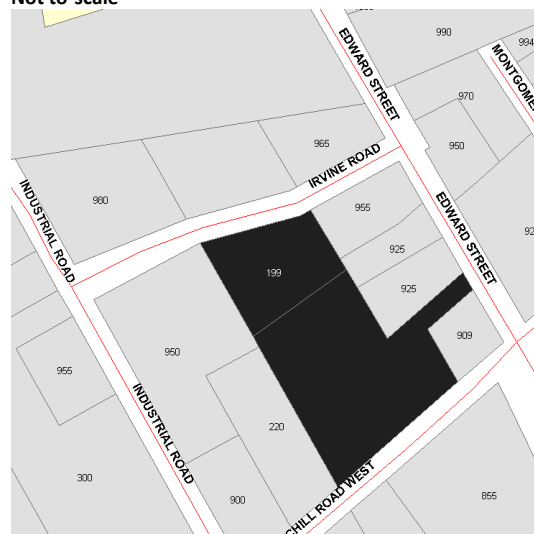 Not to scale
990
994
EDWARD STREET
MONTGOME
970
965
950
IRVINE ROAD
980
INDUSTRIAL ROAD
955
EDWARD STREET
925
199
925
950
909
955
INDUSTRIAL ROAD
220
300
CHILL ROAD WEST
855
900